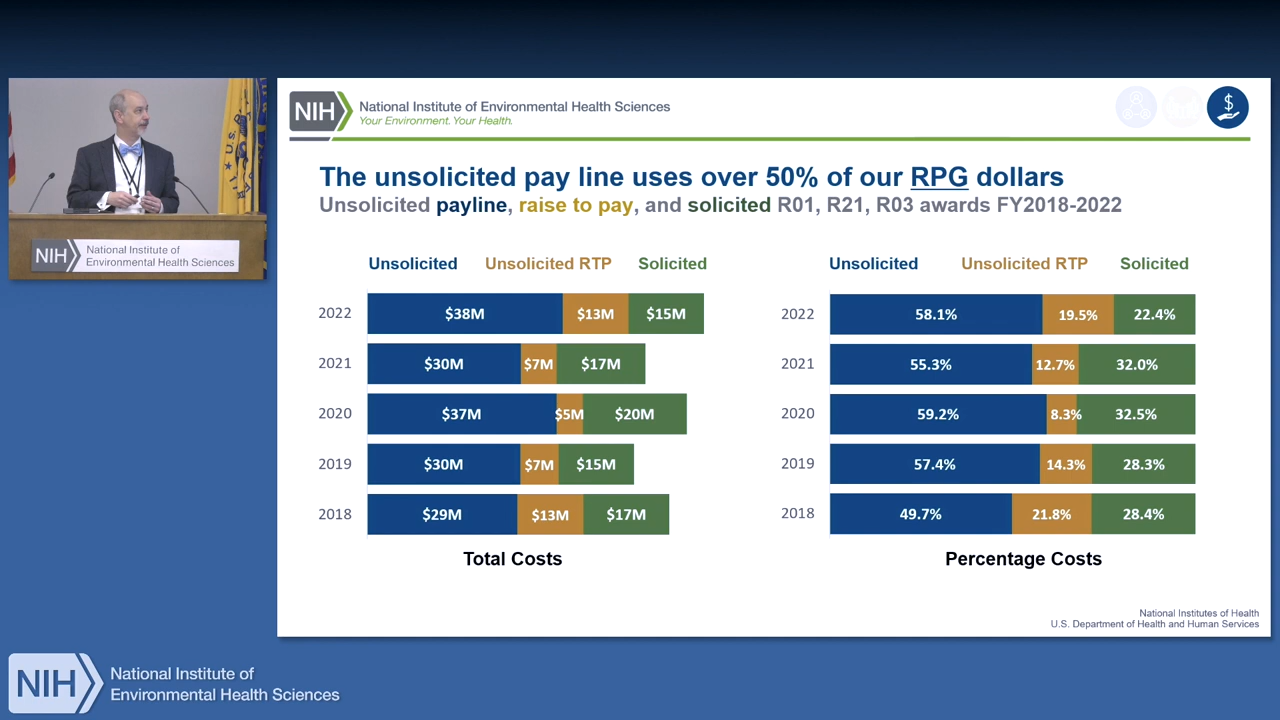 NIH
National Institute of Environmental Health Sciences
Your Environment. Your Health.
$
The unsolicited pay line uses over 50% of our RPG dollars
Unsolicited payline, raise to pay, and solicited R01, R21, R03 awards FY2018-2022
Unsolicited Unsolicited RTP Solicited
2022 $38M $13M $15M
2021 $30M $7M $17M
2020 $37M $5M $20M
2019 $30M $7M $15M
2018 $29M $13M $17M
Total Costs
Unsolicited Unsolicited RTP Solicited
2022 58.1% 19.5% 22.4%
2021 55.3% 12.7% 32.0%
2020 59.2% 8.3% 32.5%
2019 57.4% 14.3% 28.3%
2018 49.7% 21.8% 28.4%
Percentage Costs
National Institutes of Health
U.S. Department of Health and Human Services
NIH
National Institute of
Environmental Health Sciences
NIH
National Institute of
Environmental Health Sciences